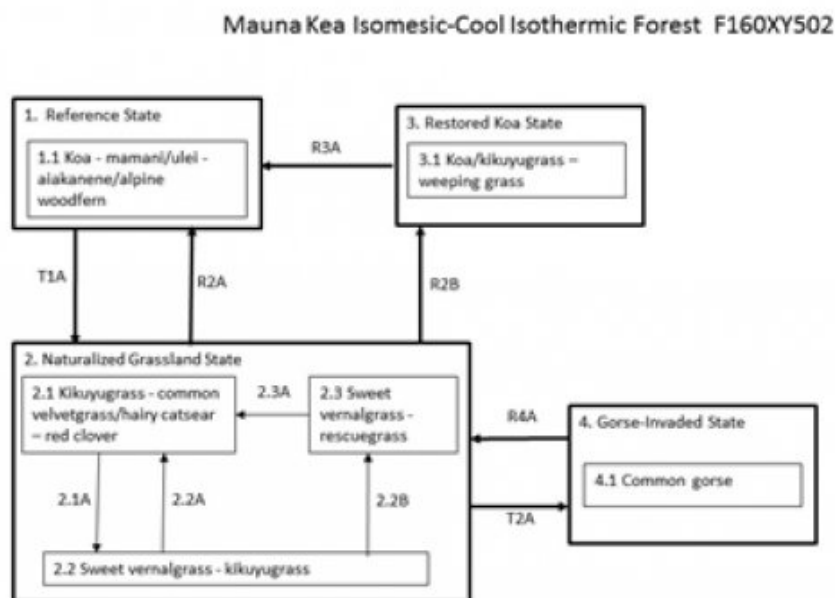 Mauna Kea Isomesic-Cool Isothermic Forest F160XY502
1. Reference State
1.1 Koa - mamani/ulei -
aiakanene/alpine
woodfern
R3A
3. Restored Koa State
3.1 Koa/kikuyugrass –
weeping grass
T1A
R2A
R2B
2. Naturalized Grassland State
2.1 Kikuyugrass - common
velvetgrass/hairy catsear
– red clover
2.3A
2.3 Sweet
vernalgrass -
rescuegrass
2.1A
2.2A
2.2B
2.2 Sweet vernalgrass - kikuyugrass
R4A
T2A
4. Gorse-Invaded State
4.1 Common gorse